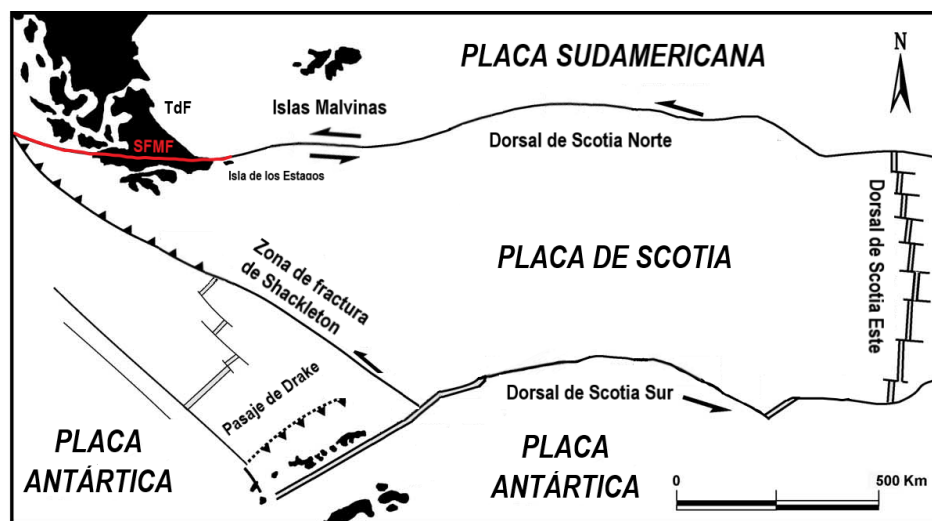 PLACA SUDAMERICANA
N
TdF
Islas Malvinas
SFMF
Dorsal de Scotia Norte
Isla de los Estados
Dorsal de Scotia Este
PLACA DE SCOTIA
Zona de fractura
de Shackleton
Pasaje de Drake
Dorsal de Scotia Sur
PLACA
ANTÁRTICA
PLACA
ANTÁRTICA
0
500 Km